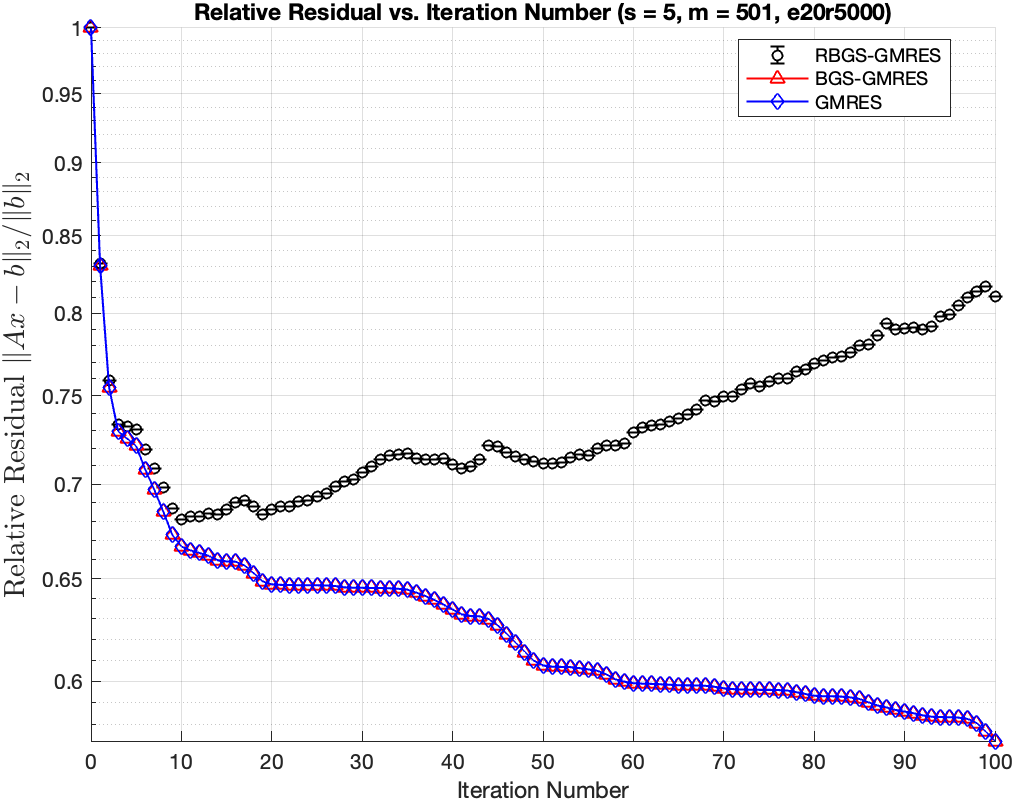 Relative Residual vs. Iteration Number (s = 5, m = 501, e20r5000)
RBGS-GMRES
BGS-GMRES
GMRES
Relative Residual ||Ax − b||₂/||b||₂
1
0.95
0.9
0.85
0.8
0.75
0.7
0.65
0.6
0 10 20 30 40 50 60 70 80 90 100
Iteration Number